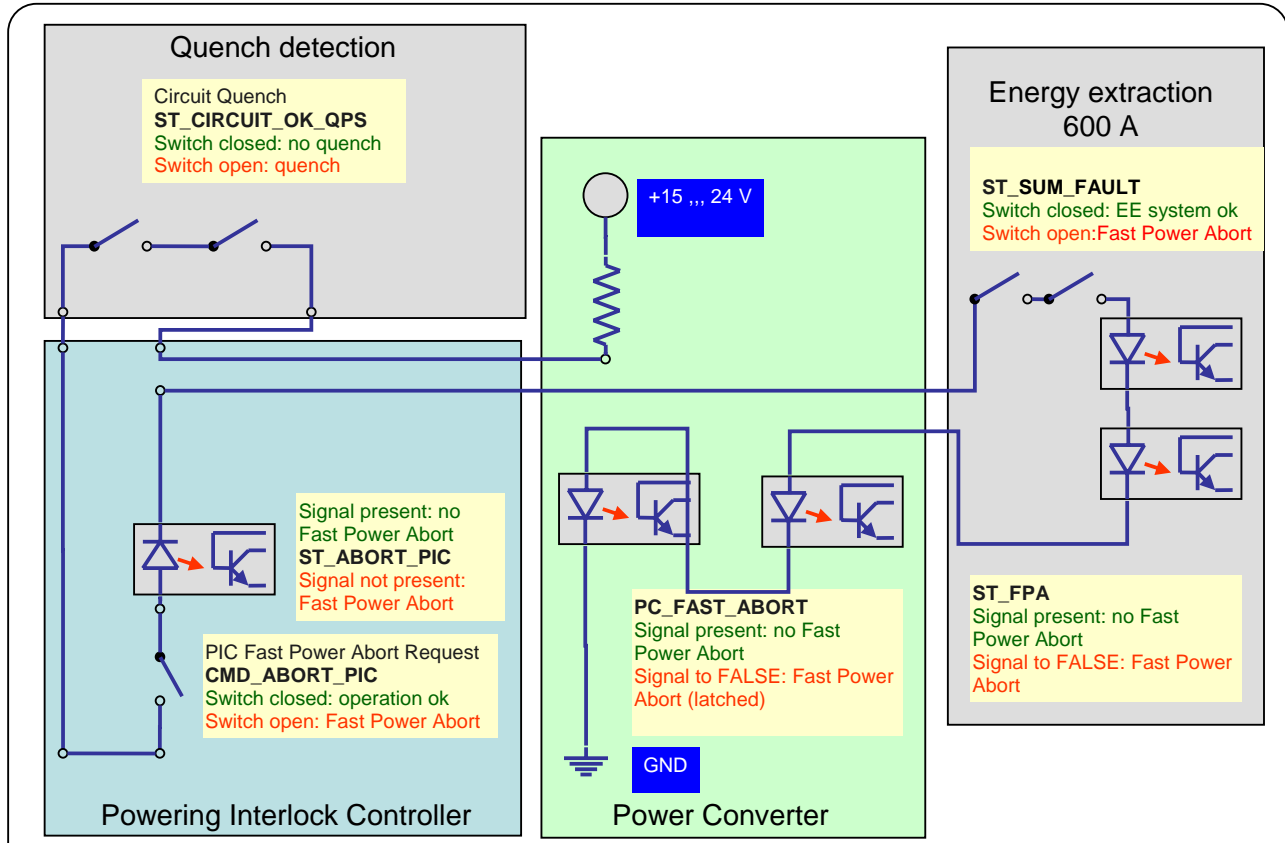 Quench detection
Circuit Quench
ST_CIRCUIT_OK_QPS
Switch closed: no quench
Switch open: quench
+15 ,,, 24 V
Energy extraction
600 A
ST_SUM_FAULT
Switch closed: EE system ok
Switch open:Fast Power Abort
Signal present: no
Fast Power Abort
ST_ABORT_PIC
Signal not present:
Fast Power Abort
PIC Fast Power Abort Request
CMD_ABORT_PIC
Switch closed: operation ok
Switch open: Fast Power Abort
Powering Interlock Controller
PC_FAST_ABORT
Signal present: no Fast
Power Abort
Signal to FALSE: Fast Power
Abort (latched)
GND
Power Converter
ST_FPA
Signal present: no Fast
Power Abort
Signal to FALSE: Fast Power
Abort